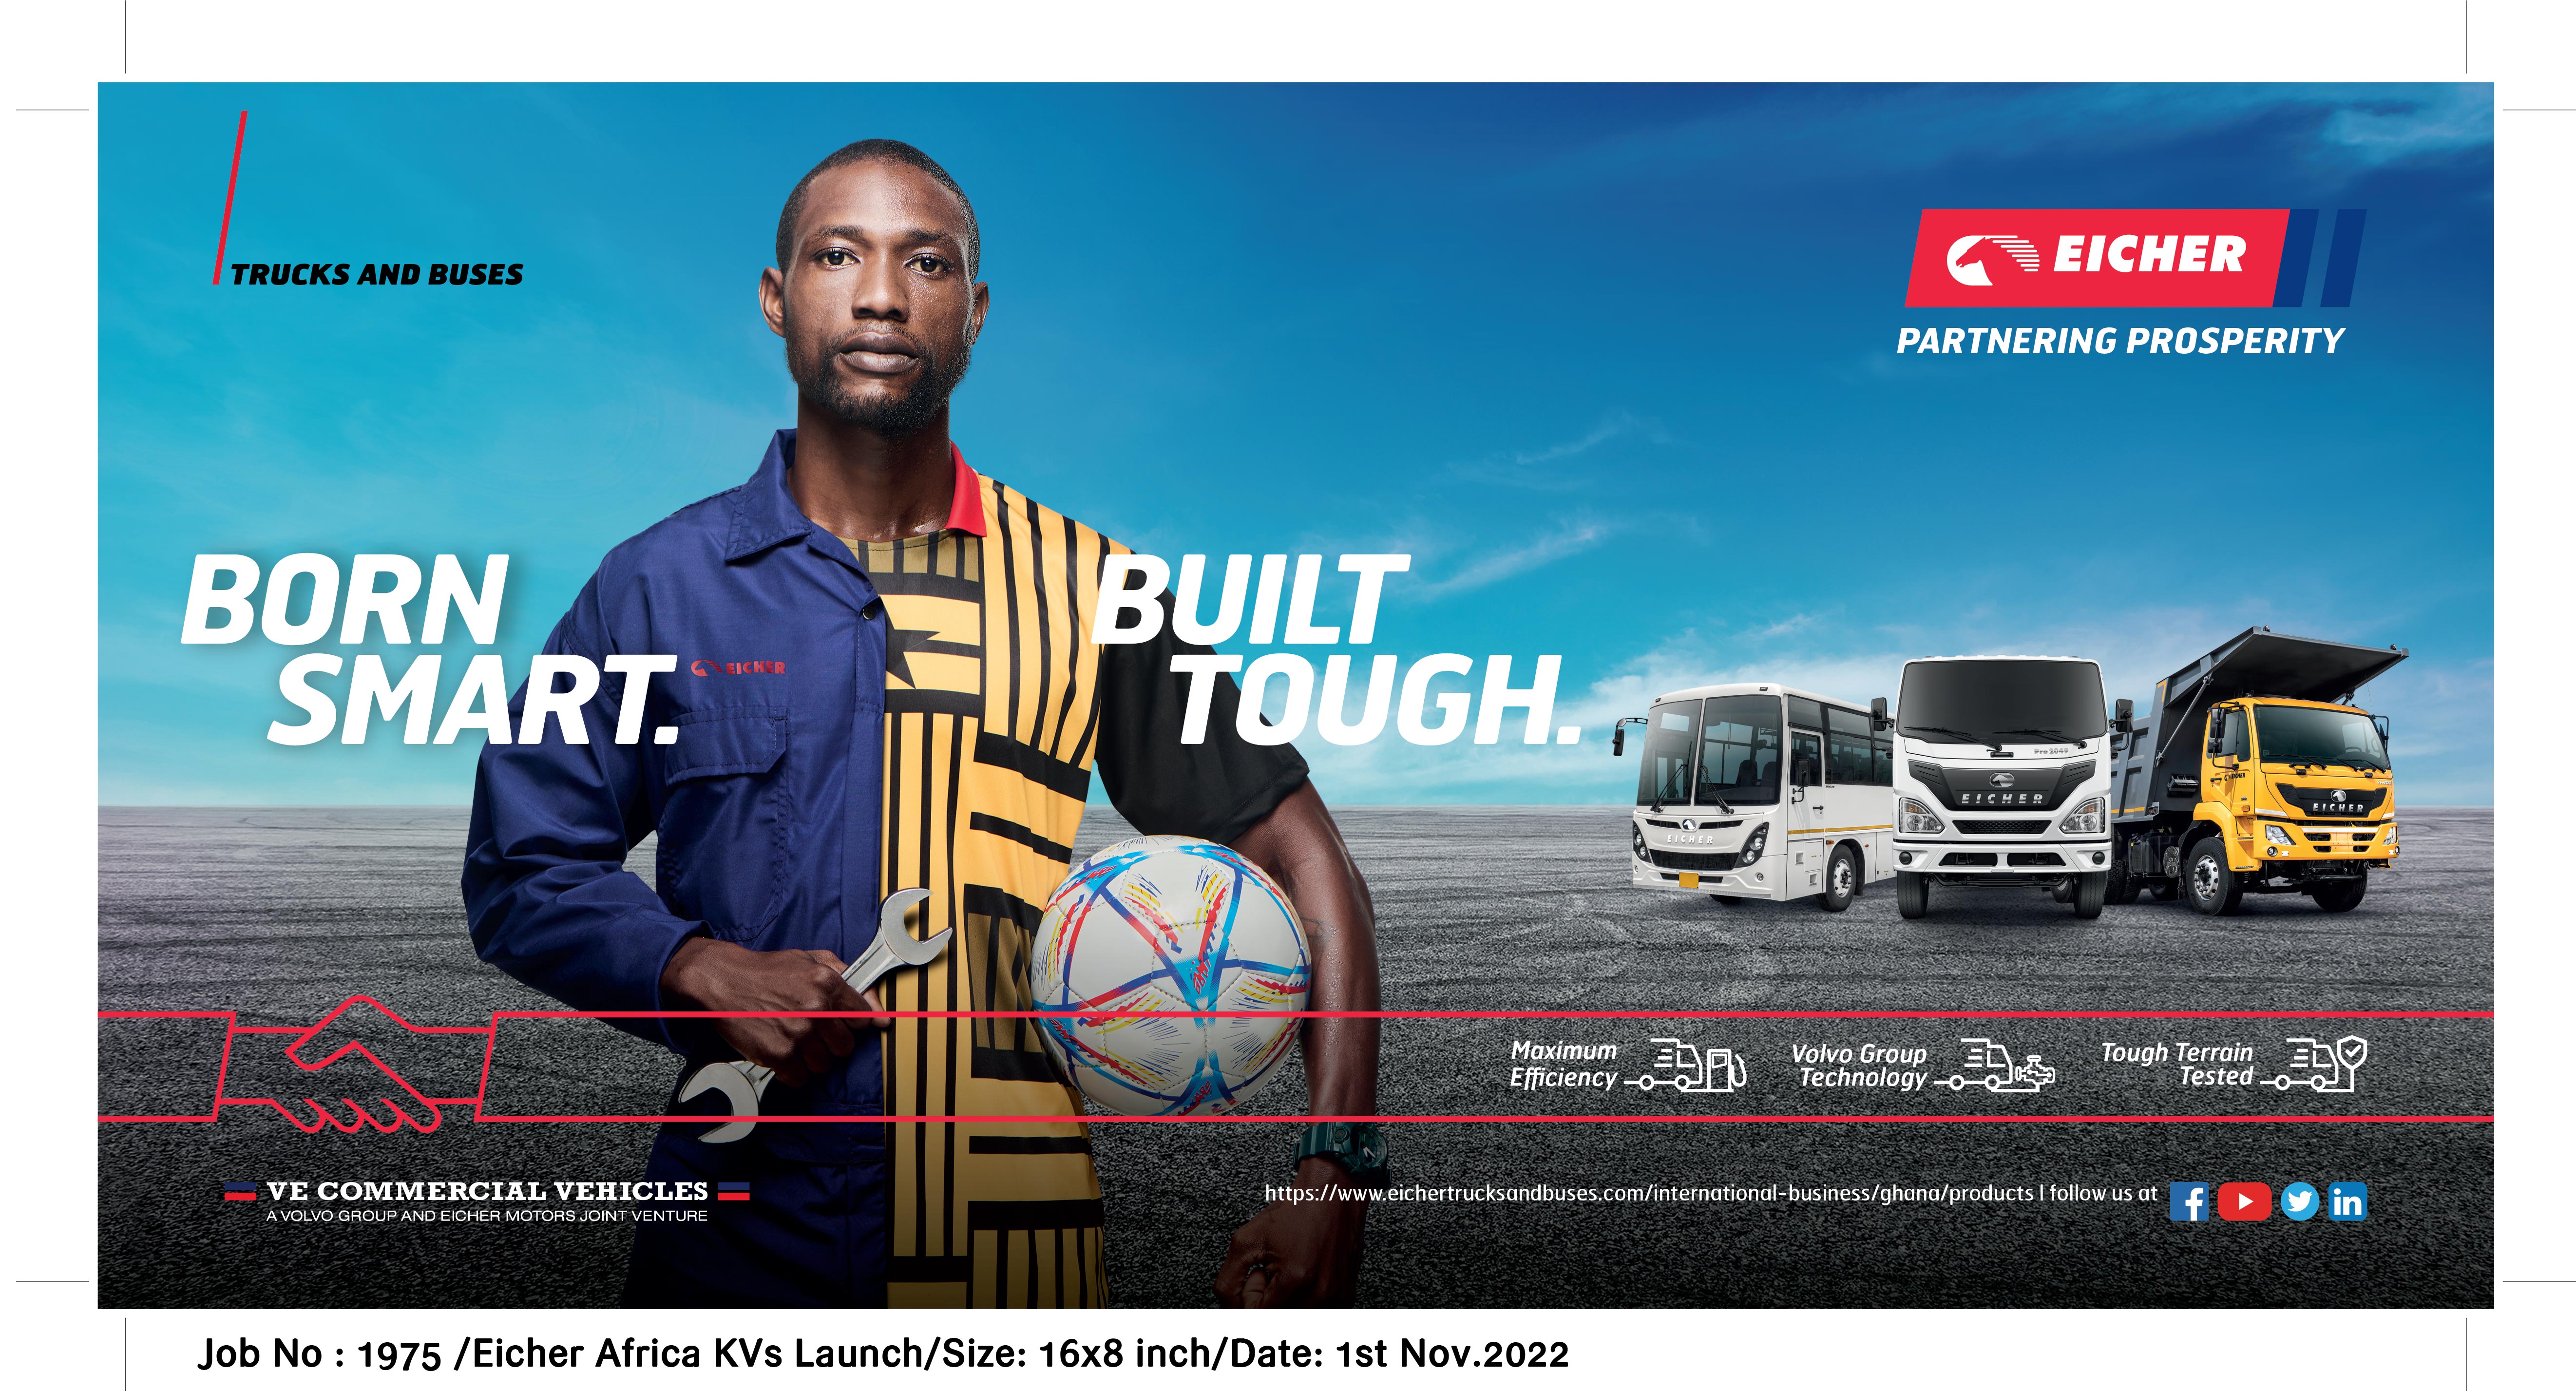 TRUCKS AND BUSES
EICHER
PARTNERING PROSPERITY
BORN
SMART.
BUILT
TOUGH.
EICHER
EICHER
Pro 2049
EICHER
EICHER
EICHER
Maximum
Efficiency
Volvo Group
Technology
Tough Terrain
Tested
VE COMMERCIAL VEHICLES
A VOLVO GROUP AND EICHER MOTORS JOINT VENTURE
https://www.eichertrucksandbuses.com/international-business/ghana/products | follow us at
Job No : 1975 /Eicher Africa KVs Launch/Size: 16x8 inch/Date: 1st Nov.2022